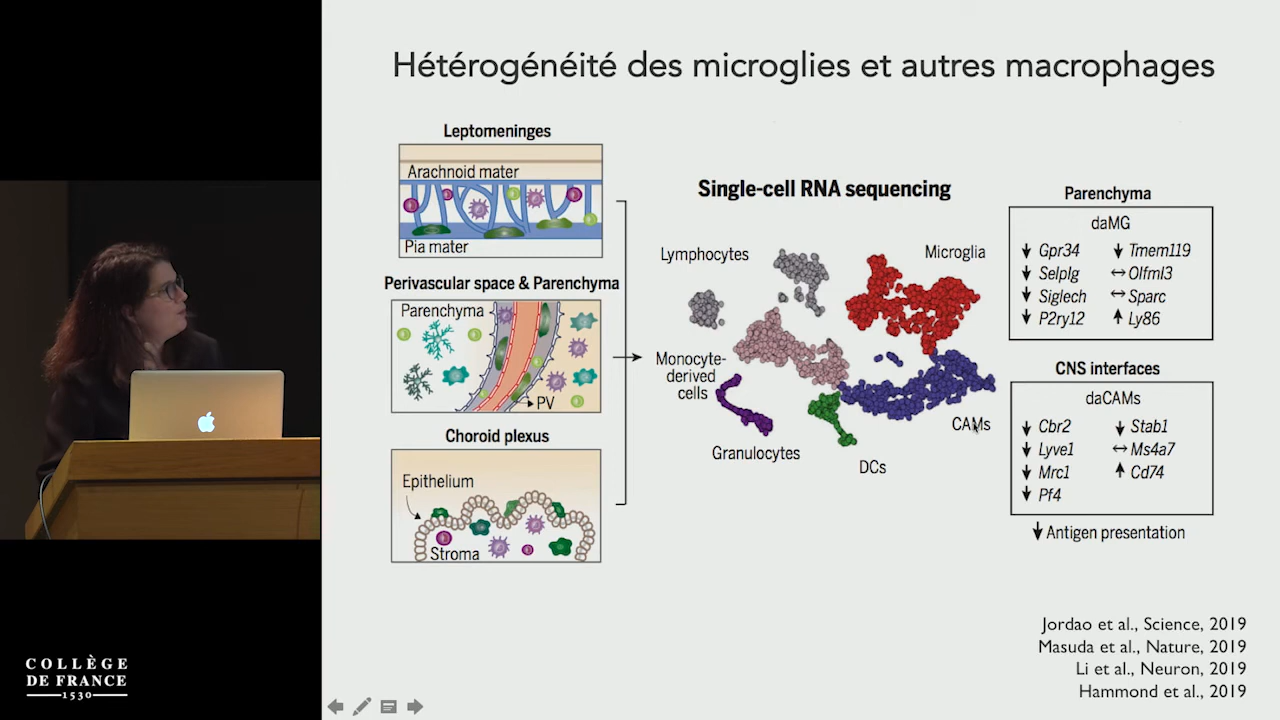 Hétérogénéité des microglies et autres macrophages
Leptomeninges
Arachnoid mater
Pia mater
Perivascular space & Parenchyma
Parenchyma
PV
Choroid plexus
Epithelium
Stroma
Single-cell RNA sequencing
Lymphocytes
Microglia
Monocyte-
derived
cells
CAMs
Granulocytes
DCs
Parenchyma
daMG
↓ Gpr34 ↓ Tmem119
↓ Selplg ↔ Olfml3
↓ Siglech ↔ Sparc
↓ P2ry12 ↑ Ly86
CNS interfaces
daCAMs
↓ Cbr2 ↓ Stab1
↓ Lyve1 ↔ Ms4a7
↓ Mrc1 ↑ Cd74
↓ Pf4
↓ Antigen presentation
Jordao et al., Science, 2019
Masuda et al., Nature, 2019
Li et al., Neuron, 2019
Hammond et al., 2019
COLLÈGE
DE FRANCE
1530